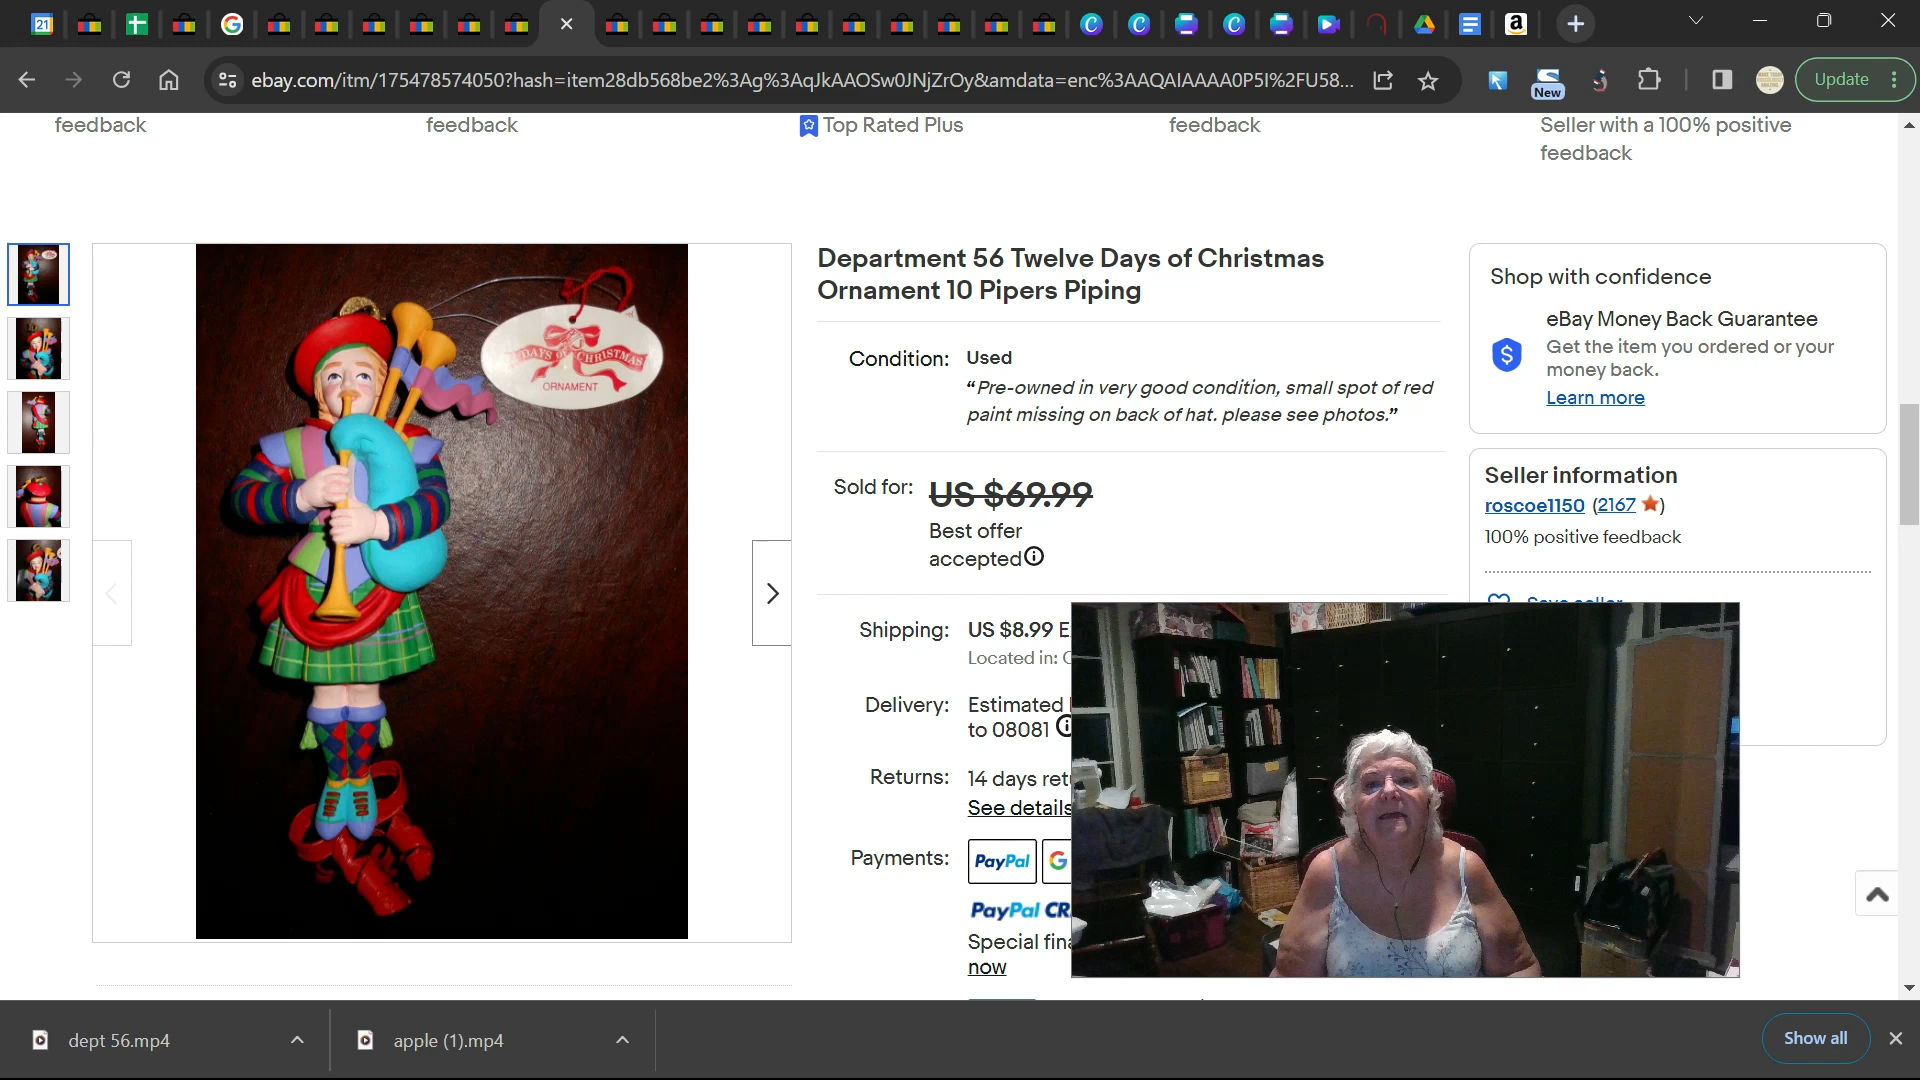 21
ebay.com/itm/175478574050?hash=item28db568be2%3Ag%3AqJkAAOSw0JNjZrOy&amdata=enc%3AAQAIAAAA0P5I%2FU58...
New
Update
feedback
feedback
Top Rated Plus
feedback
Seller with a 100% positive
feedback
DAYS OF CHRISTMAS
ORNAMENT
Department 56 Twelve Days of Christmas
Ornament 10 Pipers Piping
Condition: Used
“Pre-owned in very good condition, small spot of red
paint missing on back of hat. please see photos.”
Sold for: US $69.99
Best offer
accepted
Shipping: US $8.99 E
Located in: C
Delivery: Estimated
to 08081
Returns: 14 days ret
See details
Payments: PayPal G
PayPal CR
Special fina
now
Shop with confidence
eBay Money Back Guarantee
Get the item you ordered or your
money back.
Learn more
Seller information
roscoe1150 (2167)
100% positive feedback
dept 56.mp4
apple (1).mp4
Show all